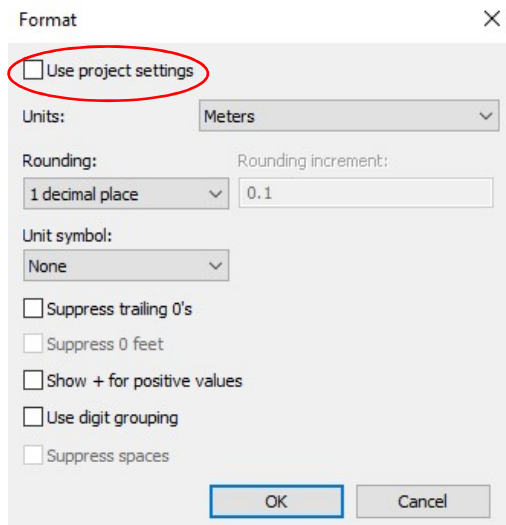 Format
Use project settings
Units: Meters
Rounding: Rounding increment:
1 decimal place 0.1
Unit symbol:
None
Suppress trailing 0's
Suppress 0 feet
Show + for positive values
Use digit grouping
Suppress spaces
OK Cancel